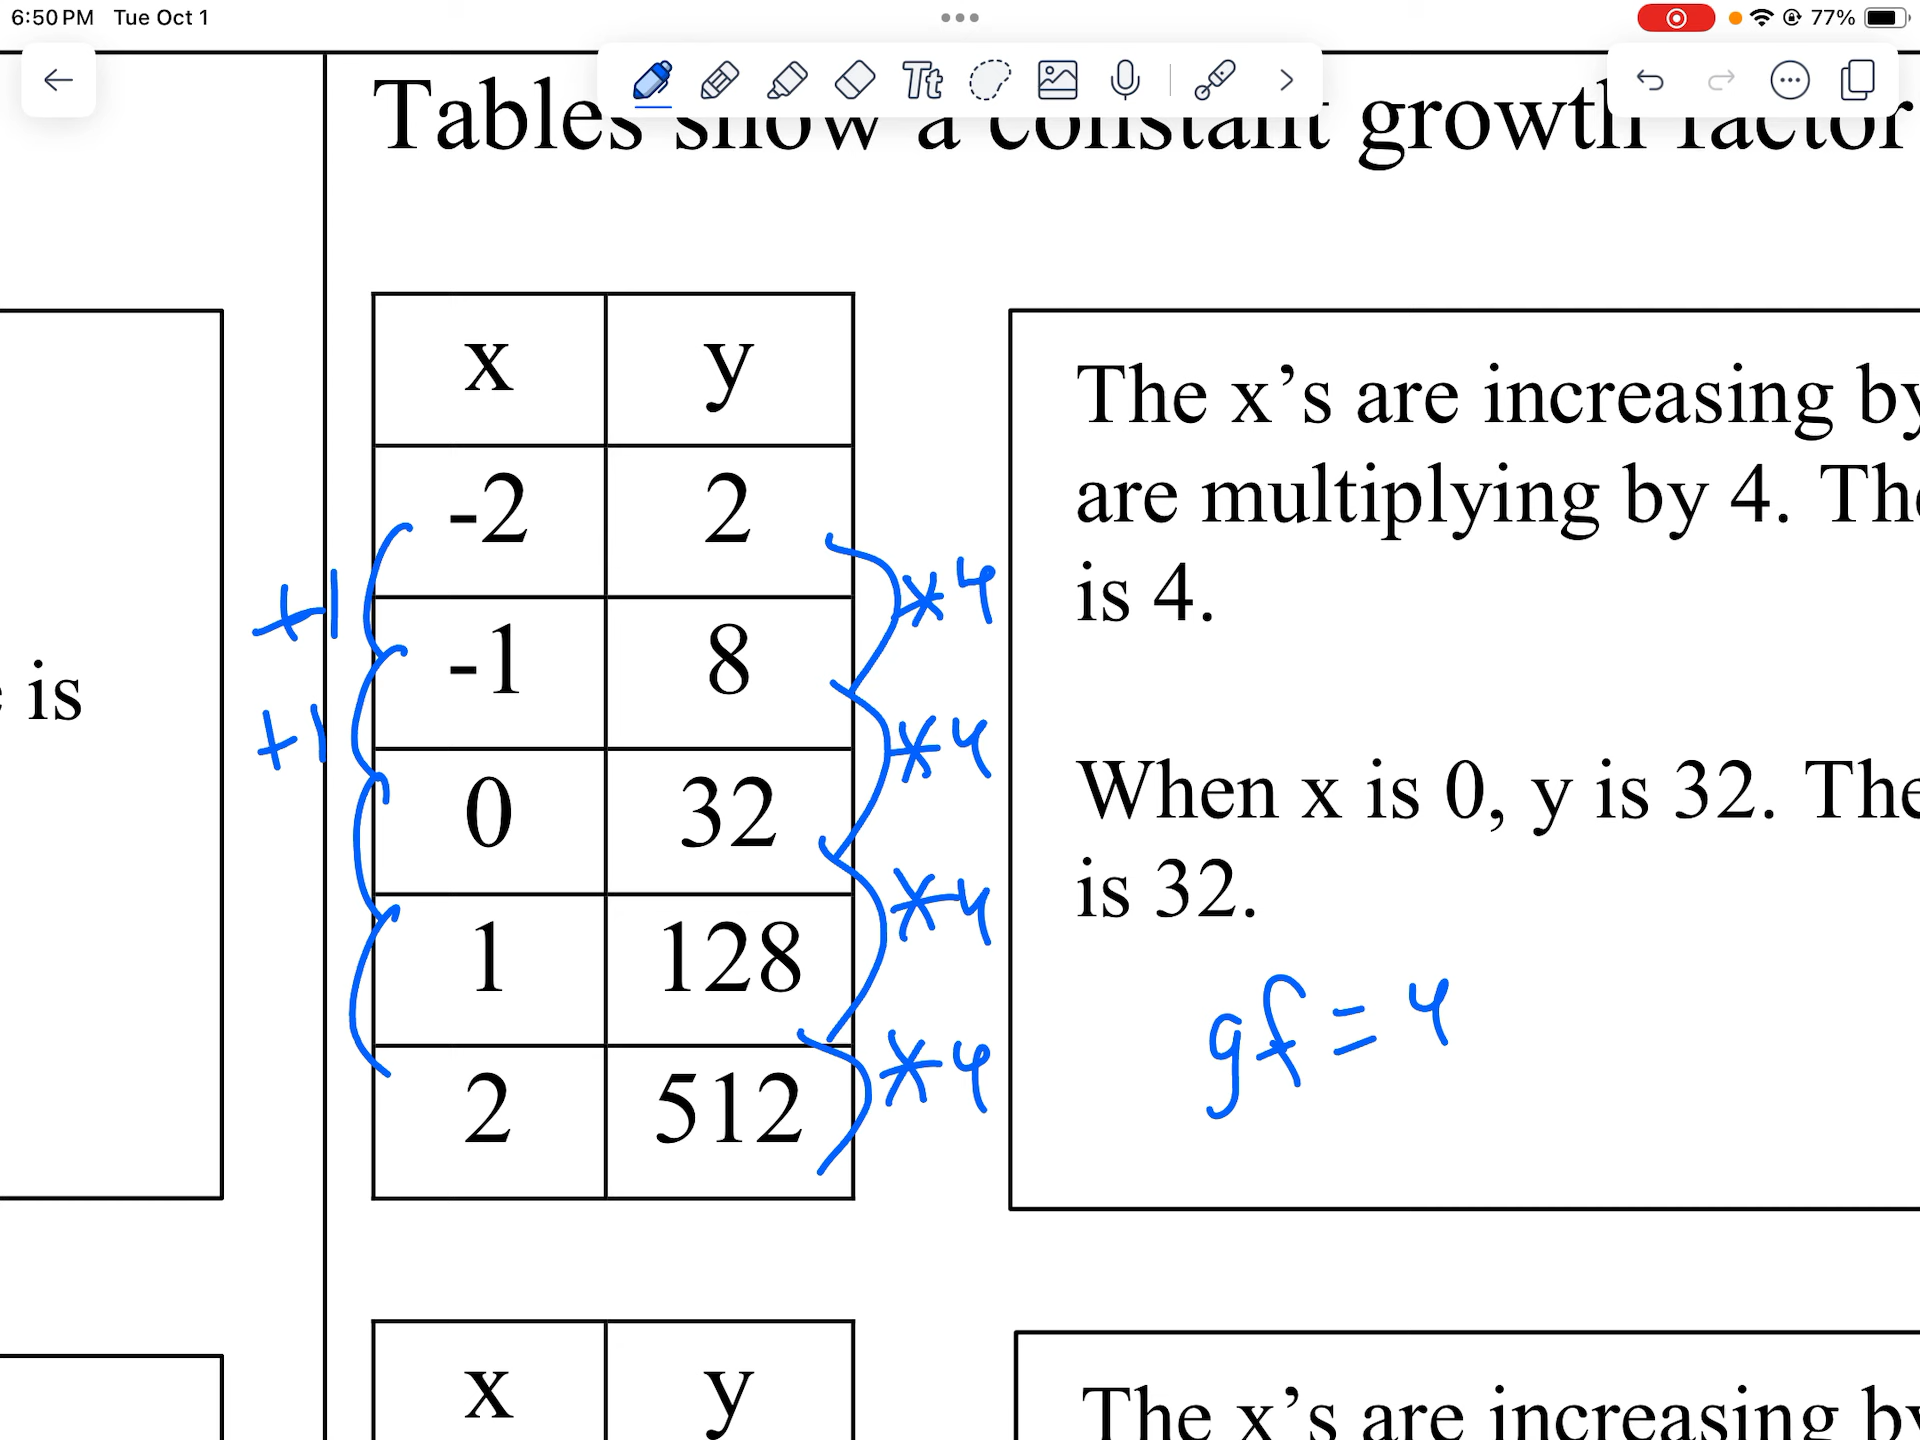 6:50 PM Tue Oct 1
77%
Tt
Tables show a constant growth factor
x y
-2 2
-1 8
0 32
1 128
2 512
+1
+1
*4
*4
*4
*4
is
The x’s are increasing by
are multiplying by 4. The
is 4.
When x is 0, y is 32. The
is 32.
gf = 4
x y
The x’s are increasing by